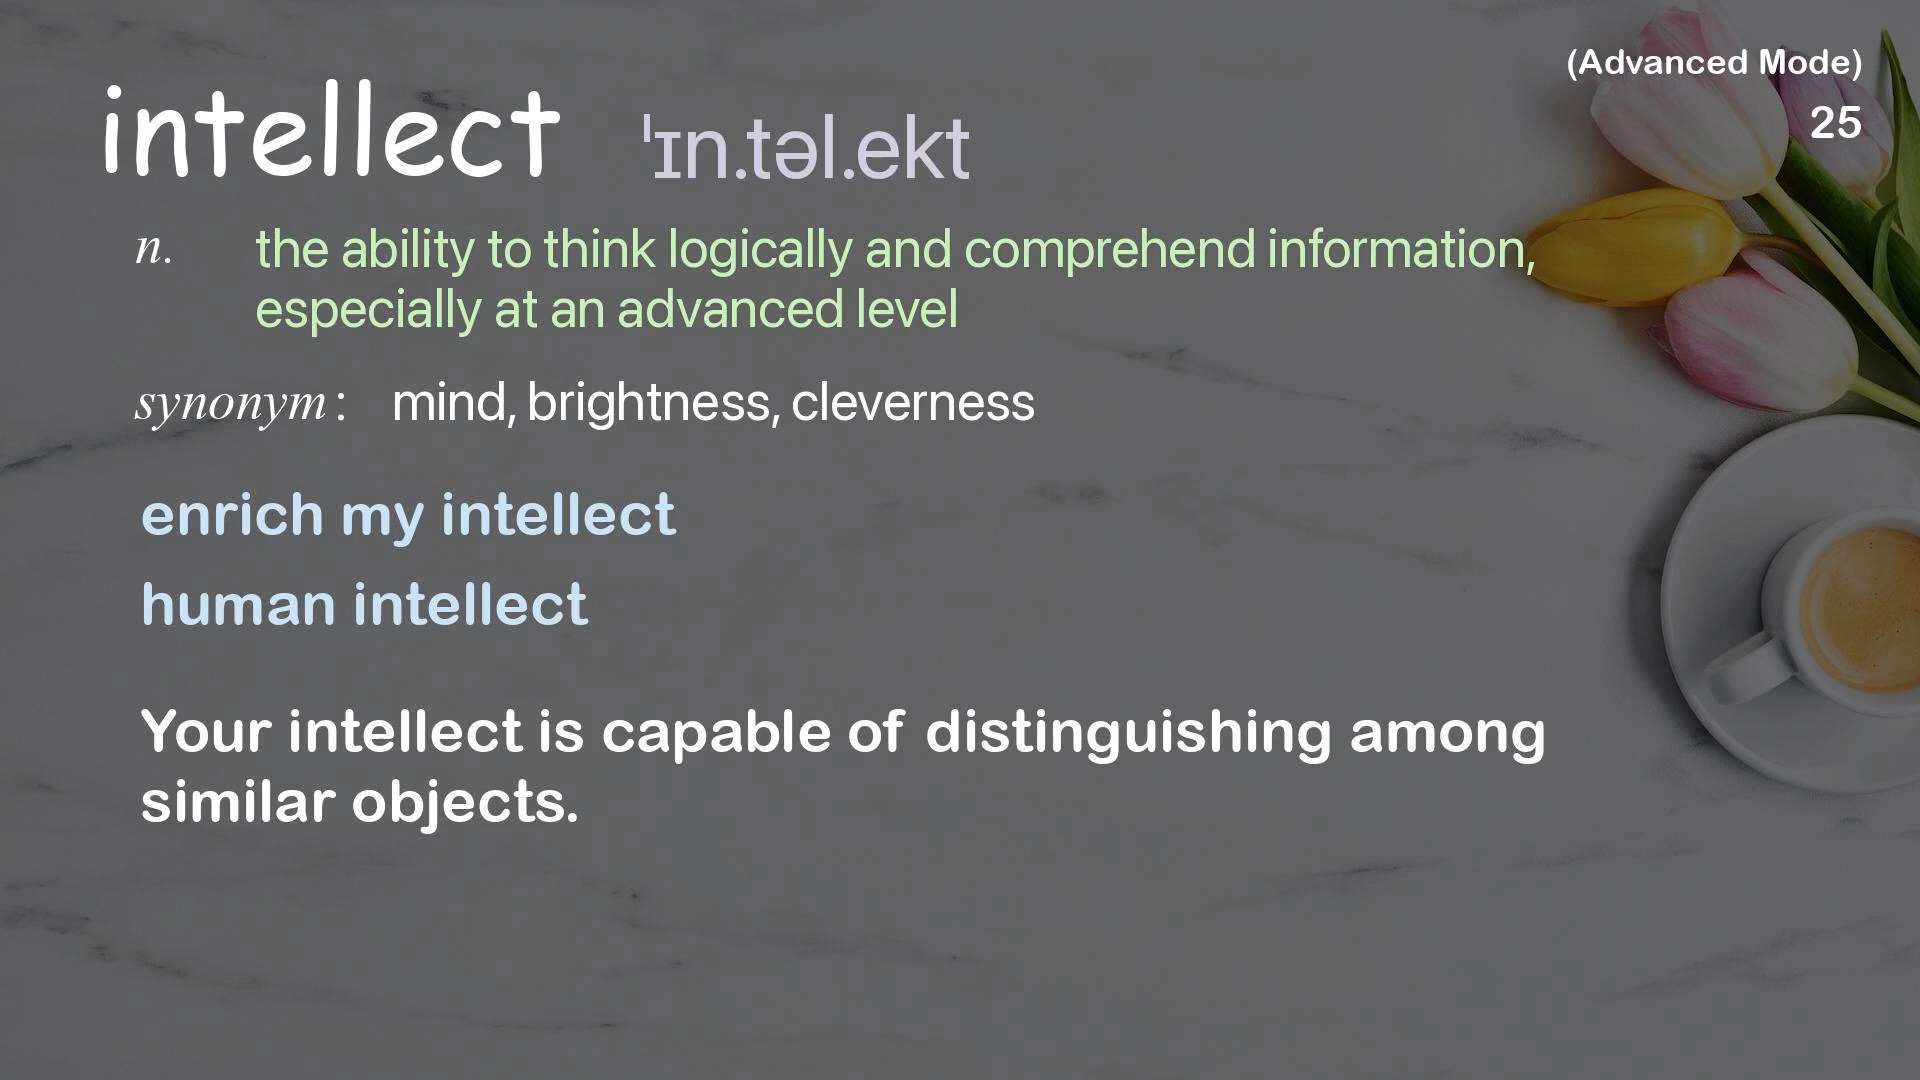 (Advanced Mode)
25
intellect ˈɪn.təl.ekt
n. the ability to think logically and comprehend information,
especially at an advanced level
synonym: mind, brightness, cleverness
enrich my intellect
human intellect
Your intellect is capable of distinguishing among
similar objects.